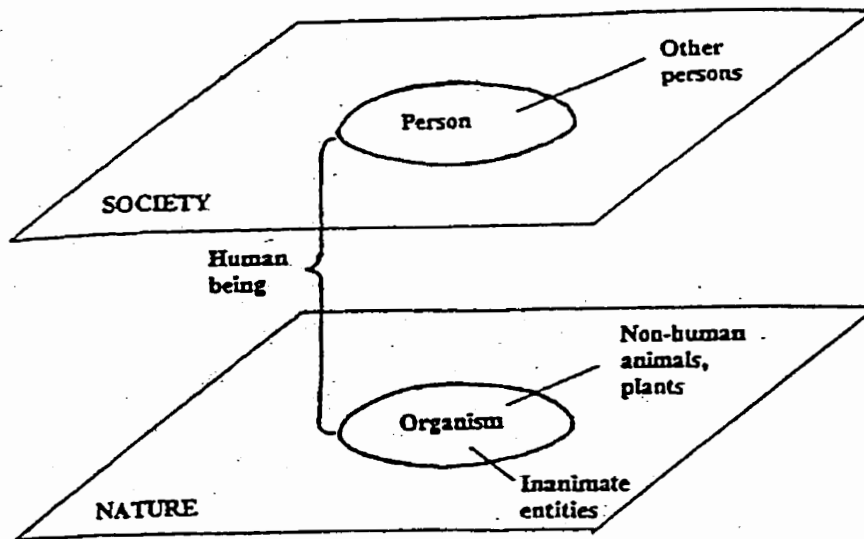 Other
persons
Person
SOCIETY
Human
being
Non-human
animals,
plants
Organism
Inanimate
entities
NATURE